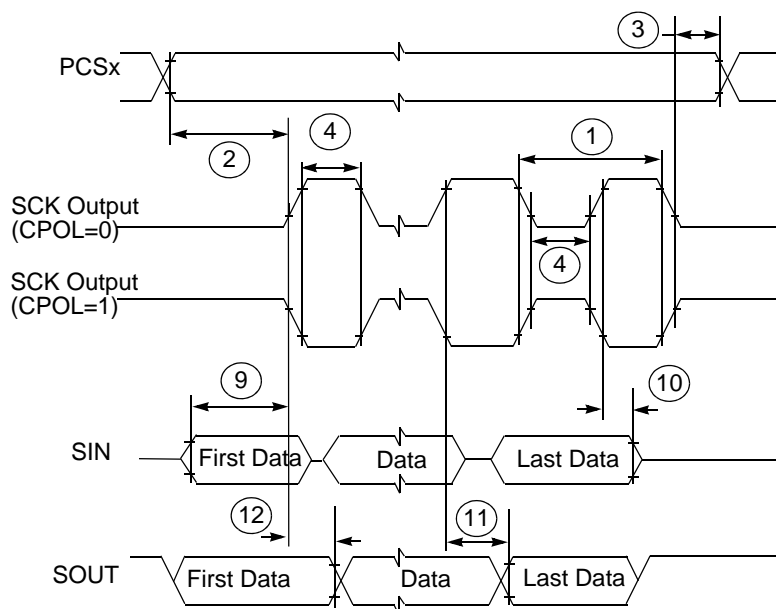 3
PCSx
2
4
1
SCK Output
(CPOL=0)
4
SCK Output
(CPOL=1)
9
10
SIN
First Data
Data
Last Data
12
11
SOUT
First Data
Data
Last Data